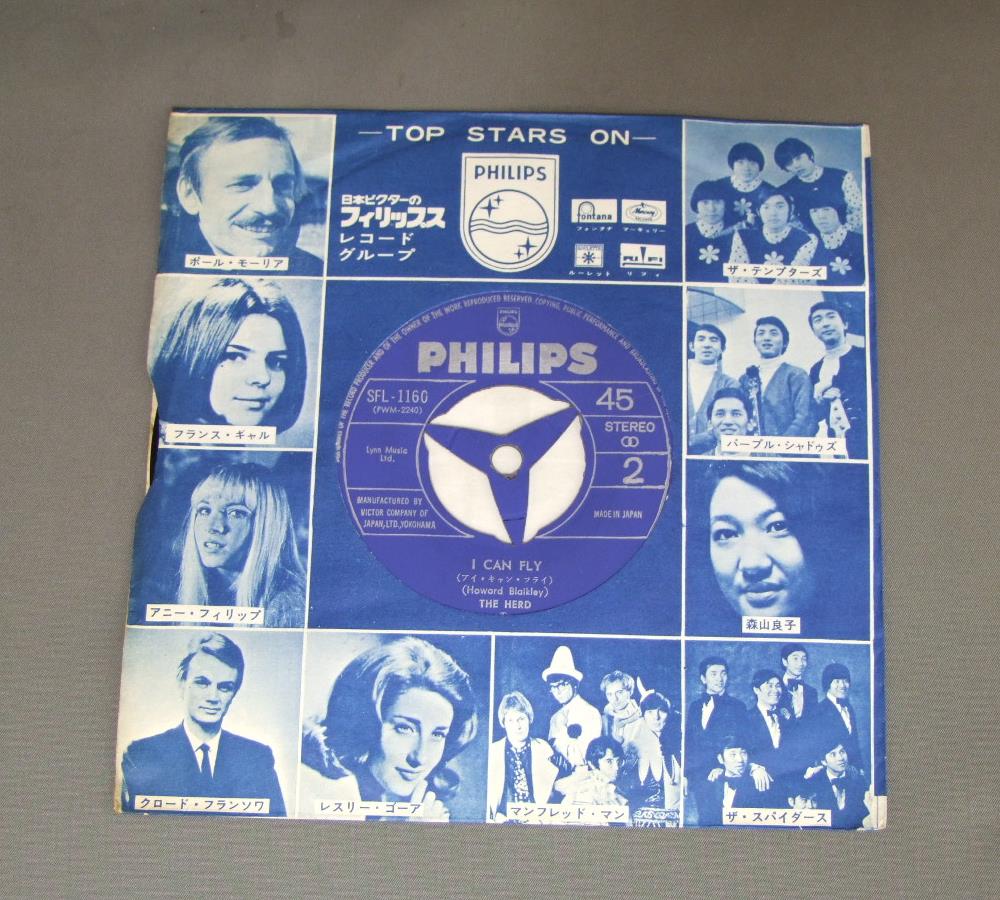 —TOP STARS ON—
PHILIPS
日本ビクターの
フィリップス
レコード
グループ
fontana
フォンタナ
Mercury
マーキュリー
ROULETTE
ルーレット
RI-FI
リフィ
ポール・モーリア
ザ・テンプターズ
フランス・ギャル
パープル・シャドゥズ
アニー・フィリップ
森山良子
クロード・フランソワ
レスリー・ゴーア
マンフレッド・マン
ザ・スパイダース
PHILIPS
SFL-1160
(PWM-2240)
45
STEREO
Lynn Music
Ltd.
2
MANUFACTURED BY
VICTOR COMPANY OF
JAPAN, LTD., YOKOHAMA
MADE IN JAPAN
I CAN FLY
(アイ・キャン・フライ)
(Howard Blaikley)
THE HERD